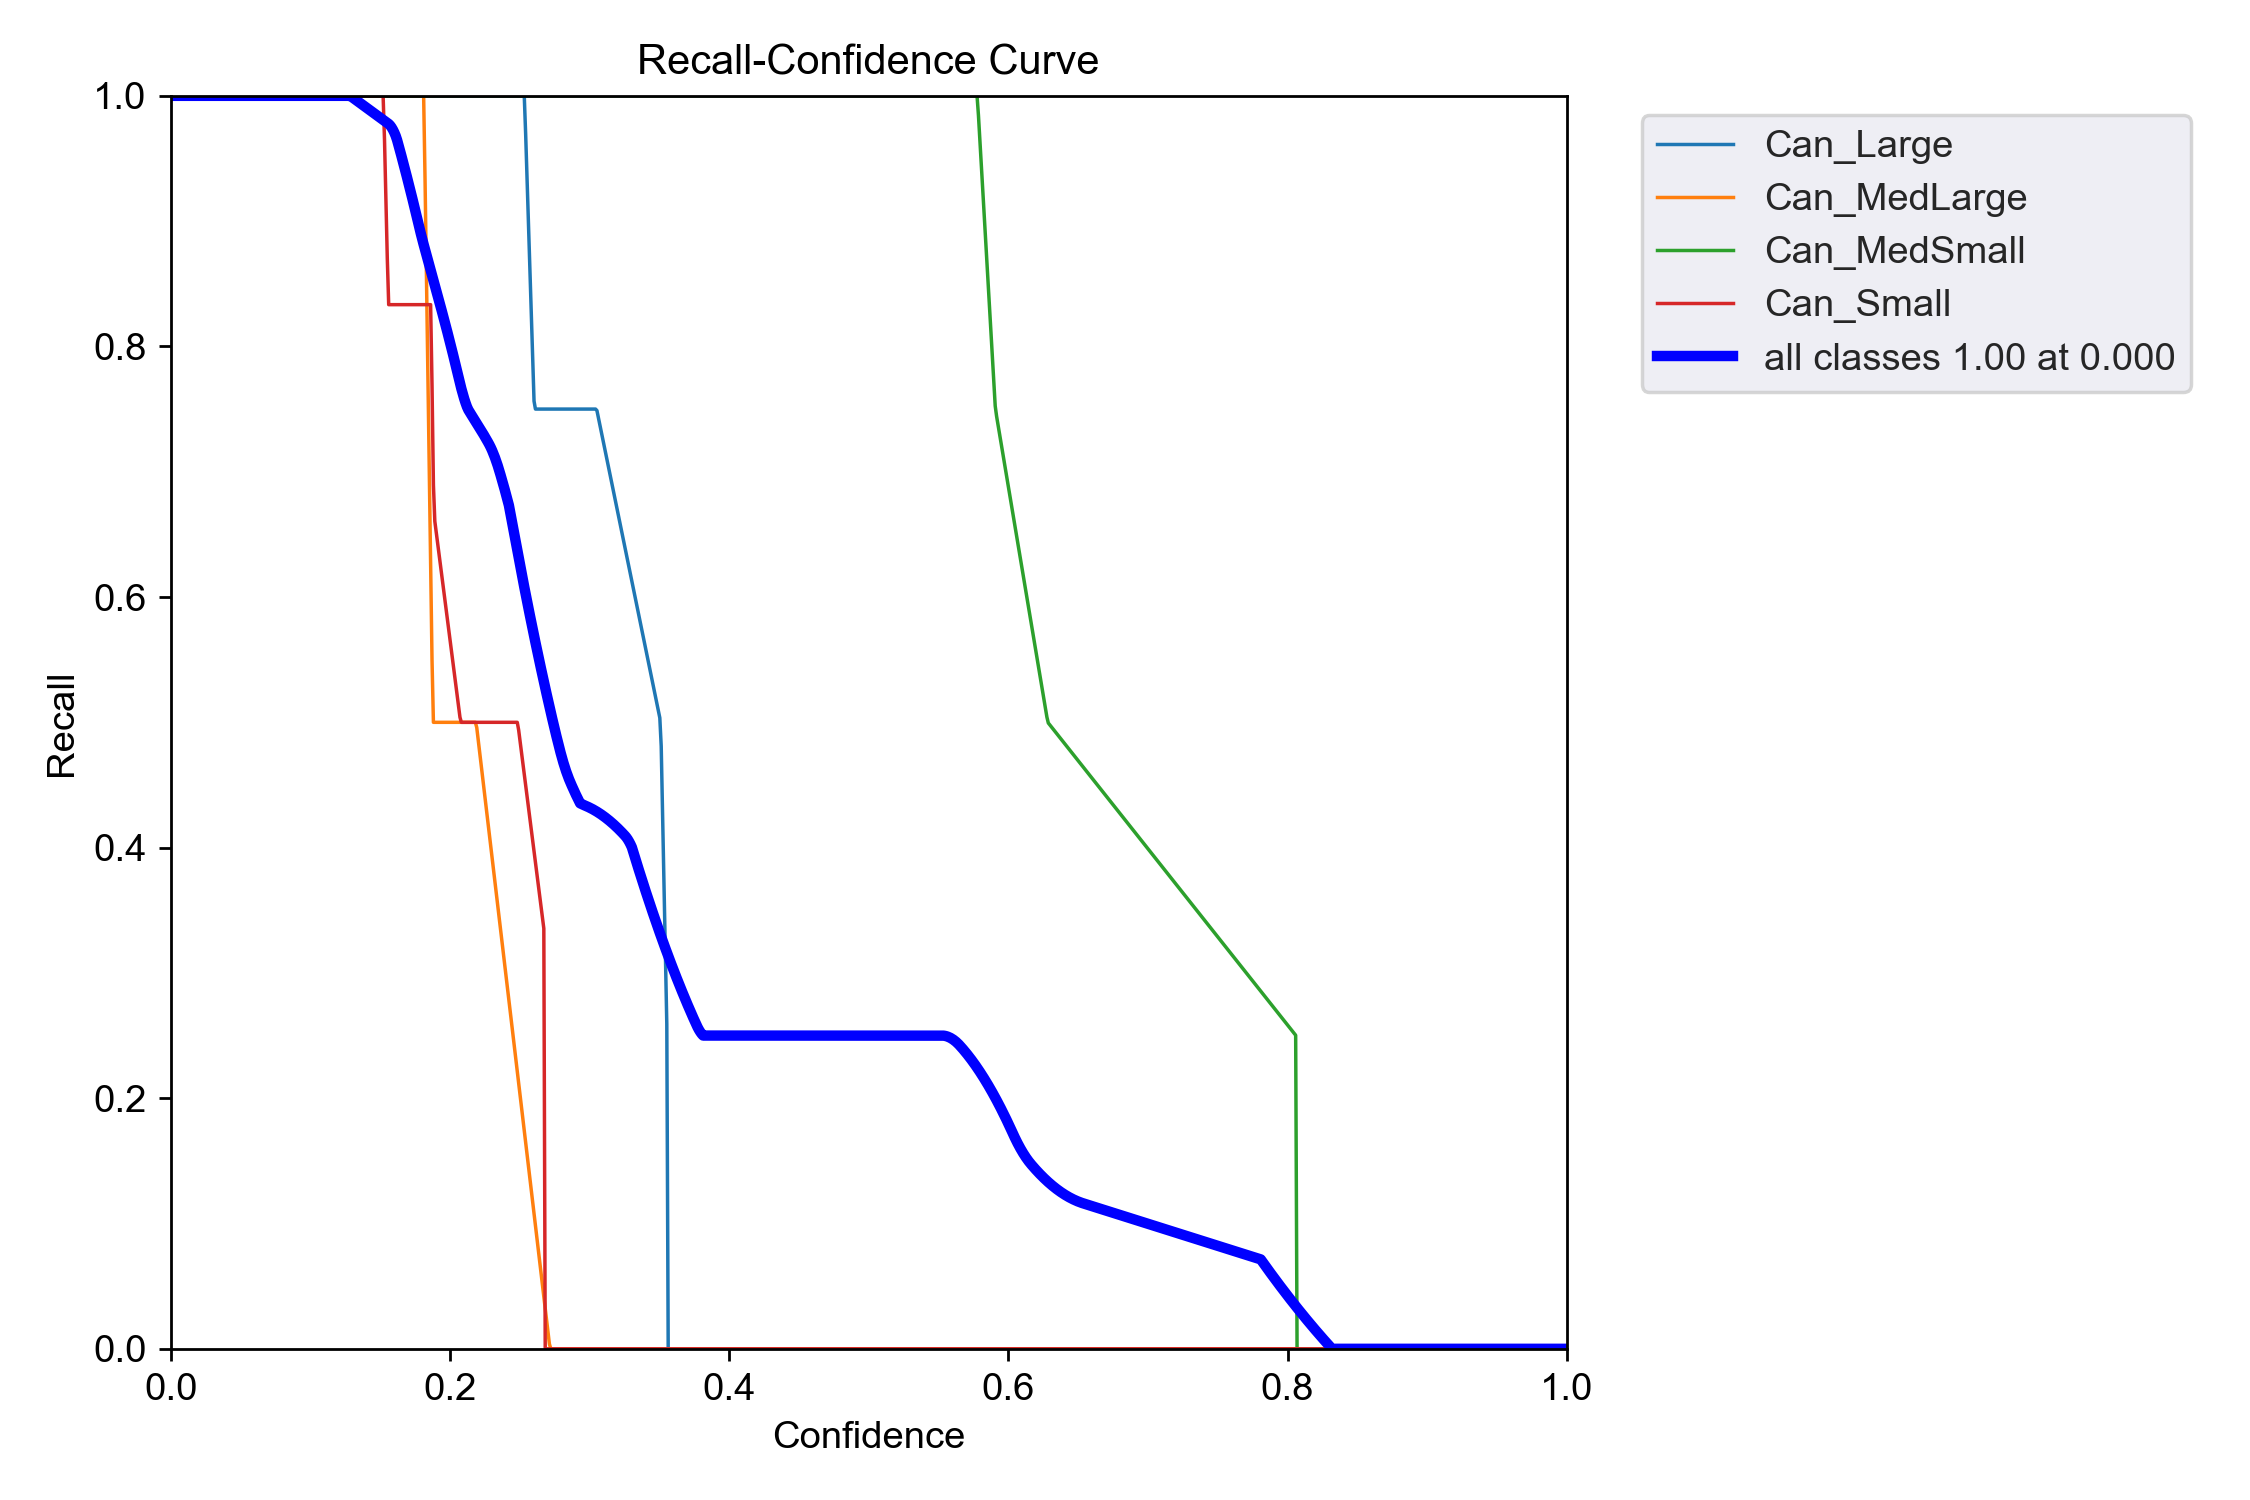 Recall-Confidence Curve
1.0
0.8
0.6
0.4
0.2
0.0
Recall
0.0 0.2 0.4 0.6 0.8 1.0
Confidence
Can_Large
Can_MedLarge
Can_MedSmall
Can_Small
all classes 1.00 at 0.000